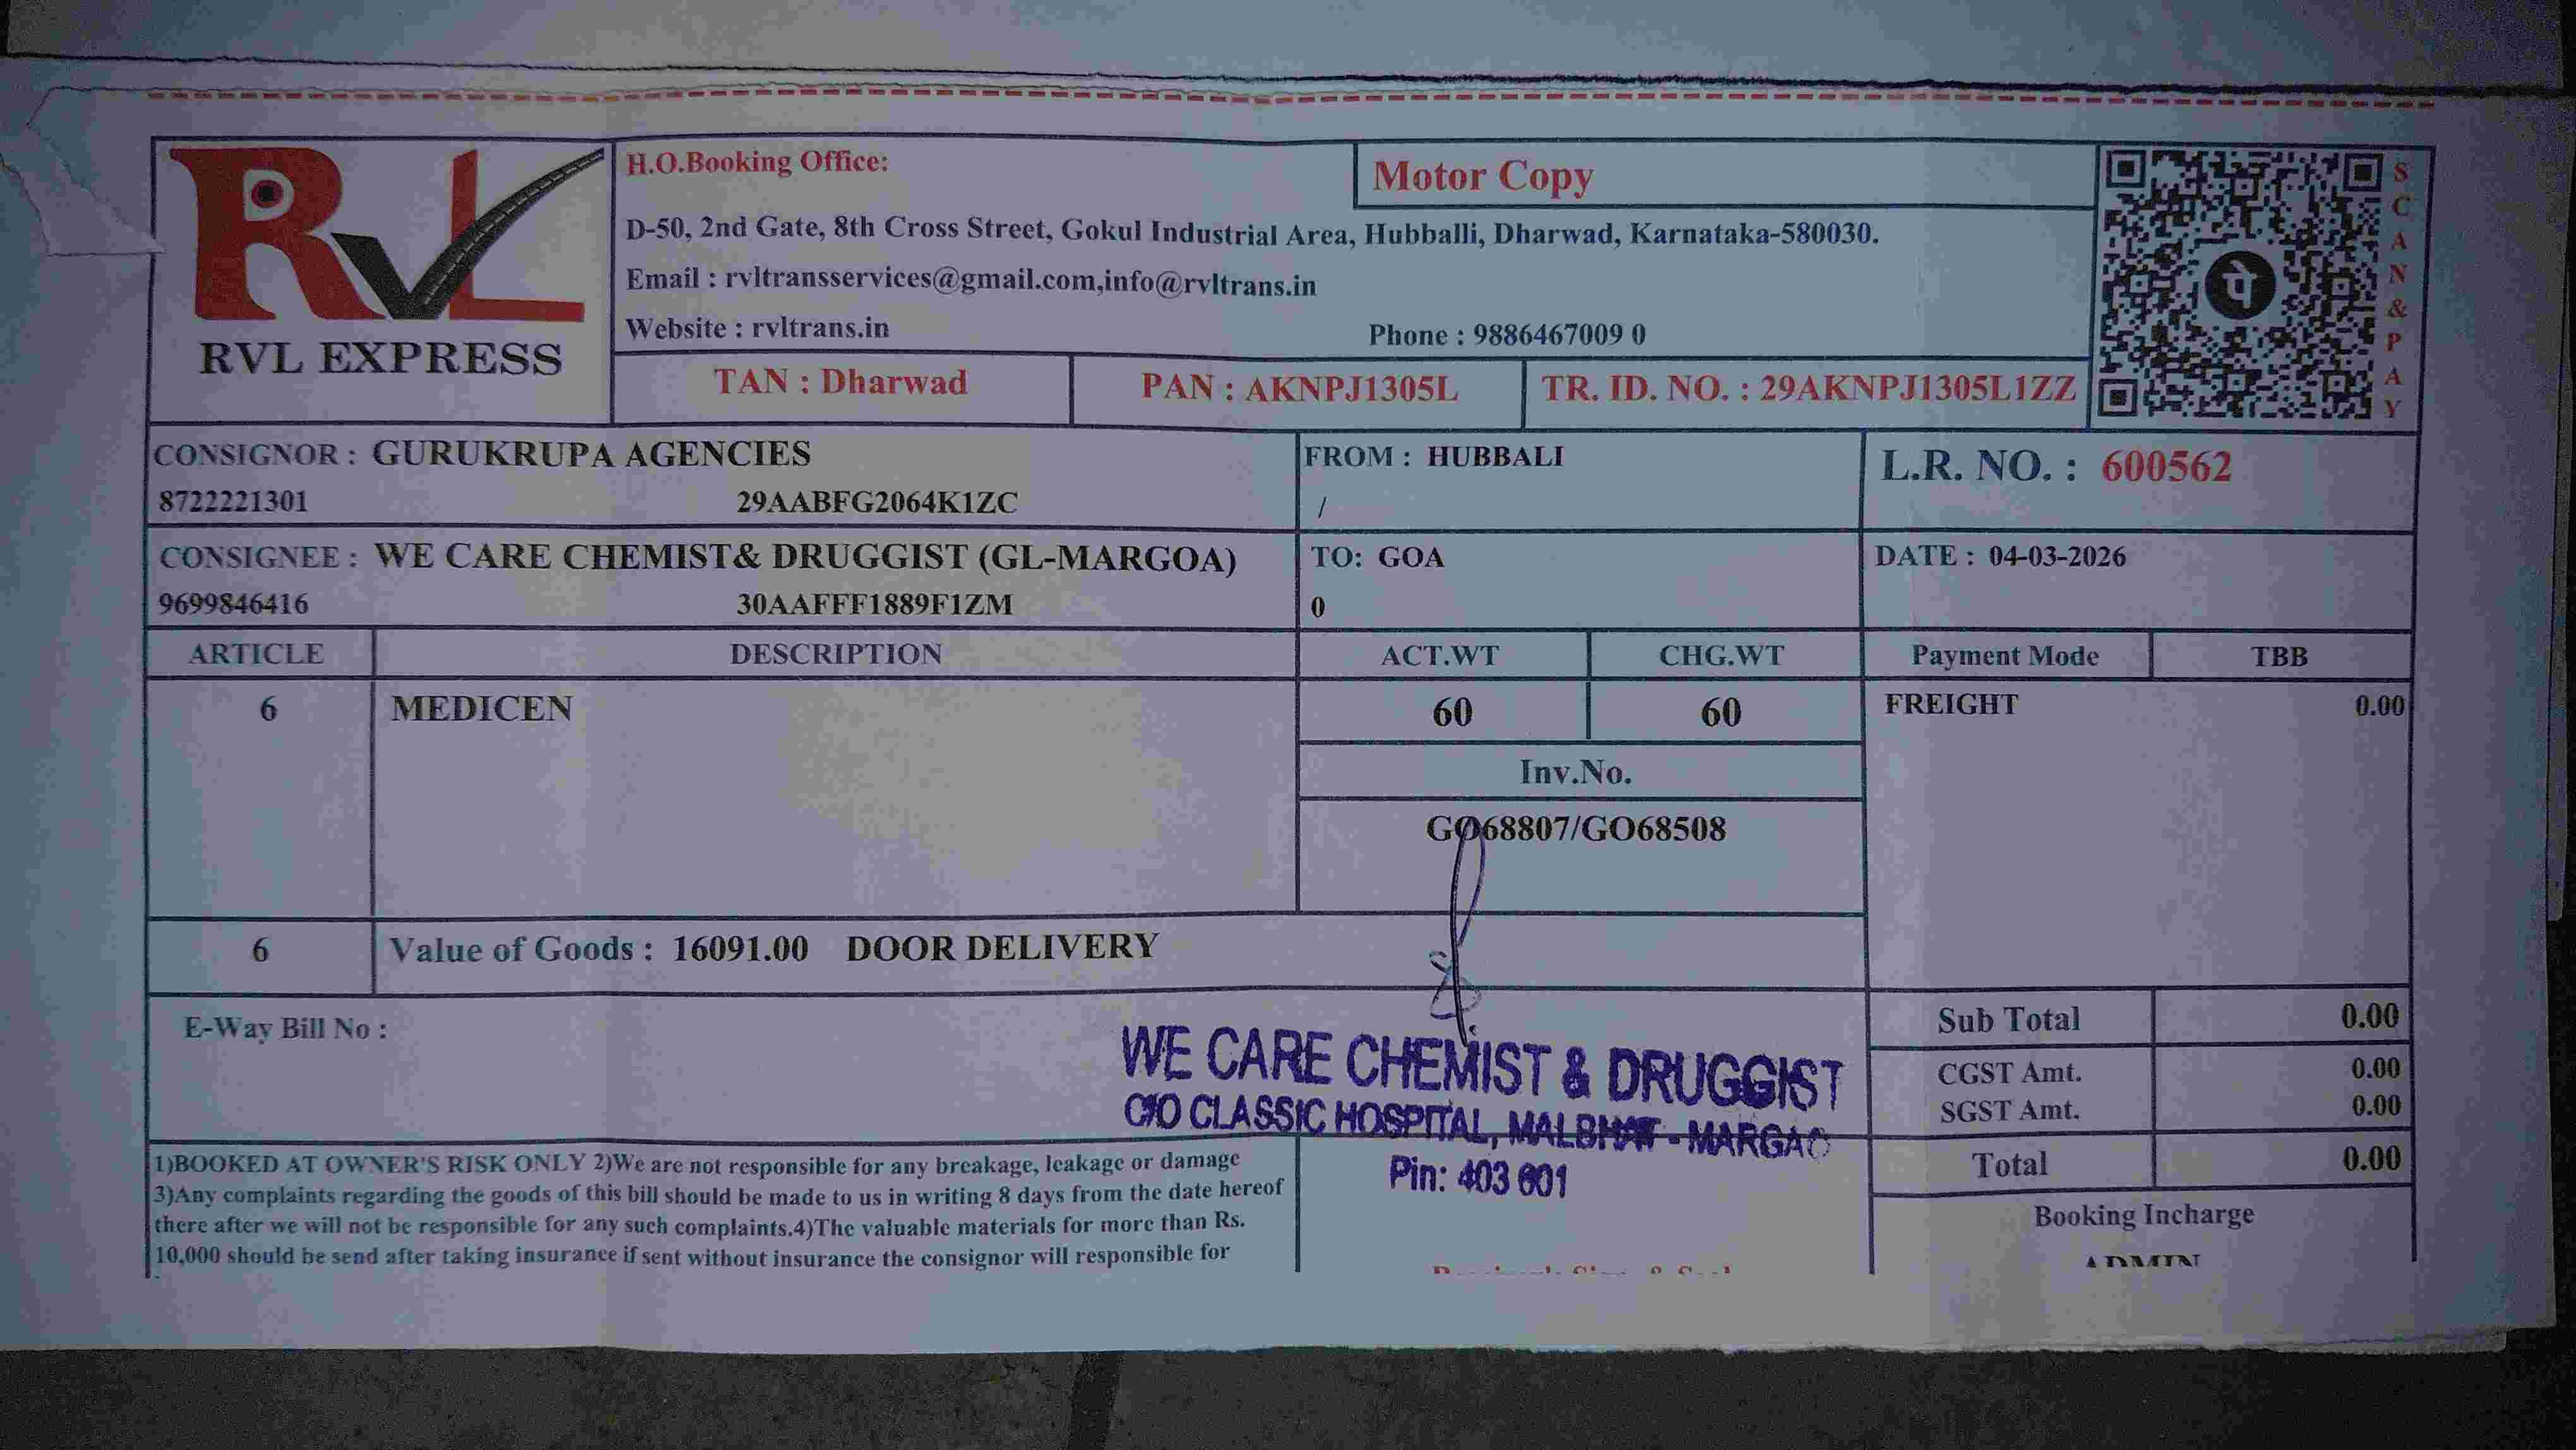 RVL
RVL EXPRESS
H.O.Booking Office:
Motor Copy
D-50, 2nd Gate, 8th Cross Street, Gokul Industrial Area, Hubballi, Dharwad, Karnataka-580030.
Email : rvltransservices@gmail.com,info@rvltrans.in
Website : rvltrans.in
Phone : 9886467009 0
SCAN&PAY
पे
TAN : Dharwad
PAN : AKNPJ1305L
TR. ID. NO. : 29AKNPJ1305L1ZZ
CONSIGNOR : GURUKRUPA AGENCIES
8722221301 29AABFG2064K1ZC
FROM : HUBBALI
/
L.R. NO. : 600562
CONSIGNEE : WE CARE CHEMIST& DRUGGIST (GL-MARGOA)
9699846416 30AAFFF1889F1ZM
TO: GOA
0
DATE : 04-03-2026
ARTICLE DESCRIPTION ACT.WT CHG.WT Payment Mode TBB
6 MEDICEN 60 60 FREIGHT 0.00
Inv.No.
GO68807/GO68508
6 Value of Goods : 16091.00 DOOR DELIVERY
E-Way Bill No :
WE CARE CHEMIST & DRUGGIST
C/O CLASSIC HOSPITAL, MALBHAT - MARGAO
Pin: 403 601
Sub Total 0.00
CGST Amt. 0.00
SGST Amt. 0.00
Total 0.00
Booking Incharge
ADMIN
1)BOOKED AT OWNER'S RISK ONLY 2)We are not responsible for any breakage, leakage or damage
3)Any complaints regarding the goods of this bill should be made to us in writing 8 days from the date hereof
there after we will not be responsible for any such complaints.4)The valuable materials for more than Rs.
10,000 should be send after taking insurance if sent without insurance the consignor will responsible for